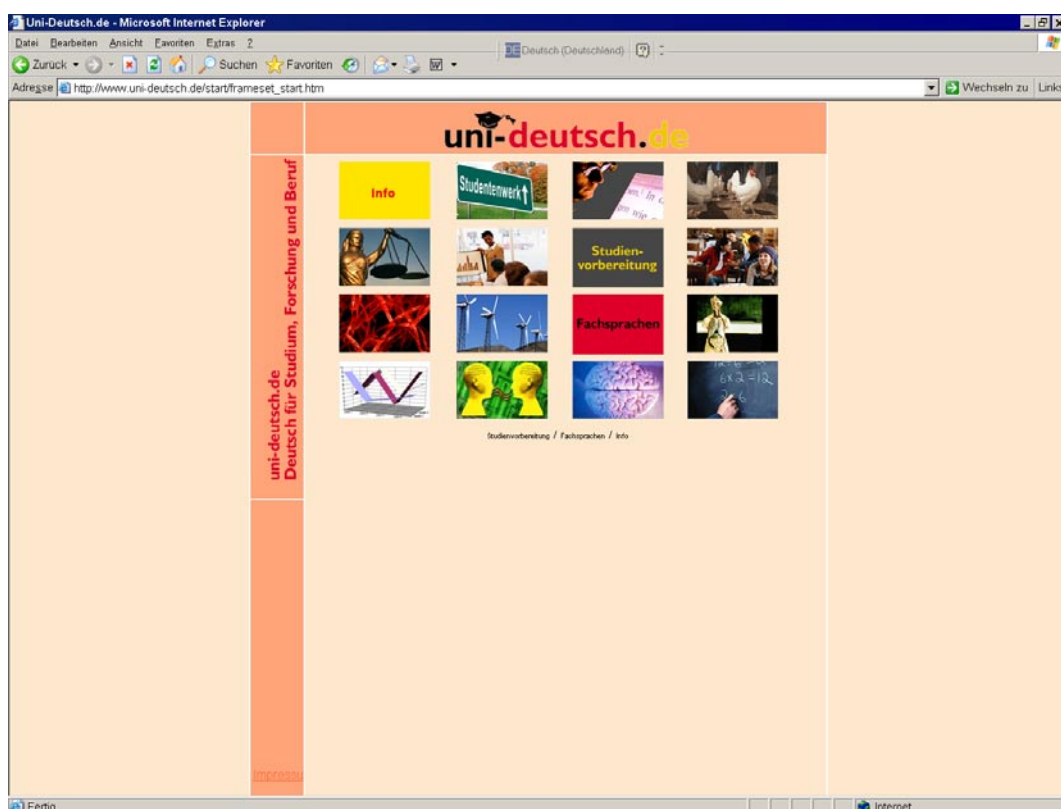 Uni-Deutsch.de - Microsoft Internet Explorer
Datei Bearbeiten Ansicht Favoriten Extras ?
DE Deutsch (Deutschland)
Zurück Suchen Favoriten
Adresse http://www.uni-deutsch.de/start/frameset_start.htm Wechseln zu Links
uni-deutsch.de
uni-deutsch.de
Deutsch für Studium, Forschung und Beruf
Info
Studentenwerk
Studien-
vorbereitung
Fachsprachen
6x2=12
Studienvorbereitung / Fachsprachen / Info
Impressu
Fertig Internet